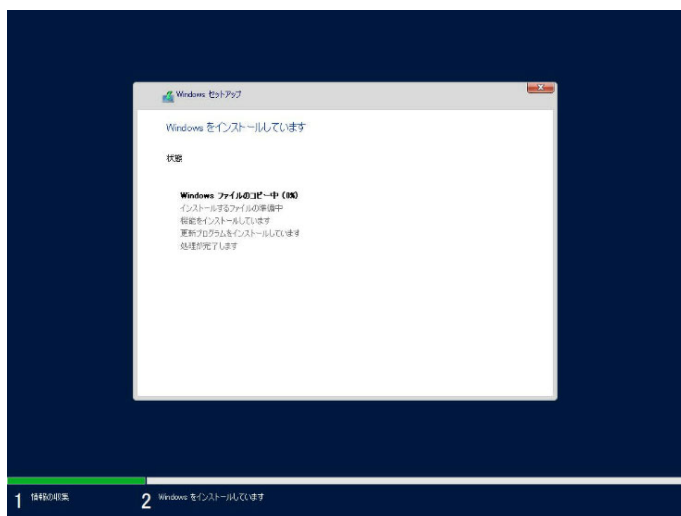 Windows セットアップ
Windows をインストールしています
状態
Windows ファイルのコピー中 (0%)
インストールするファイルの準備中
機能をインストールしています
更新プログラムをインストールしています
処理が完了します
1 情報の収集
2 Windows をインストールしています